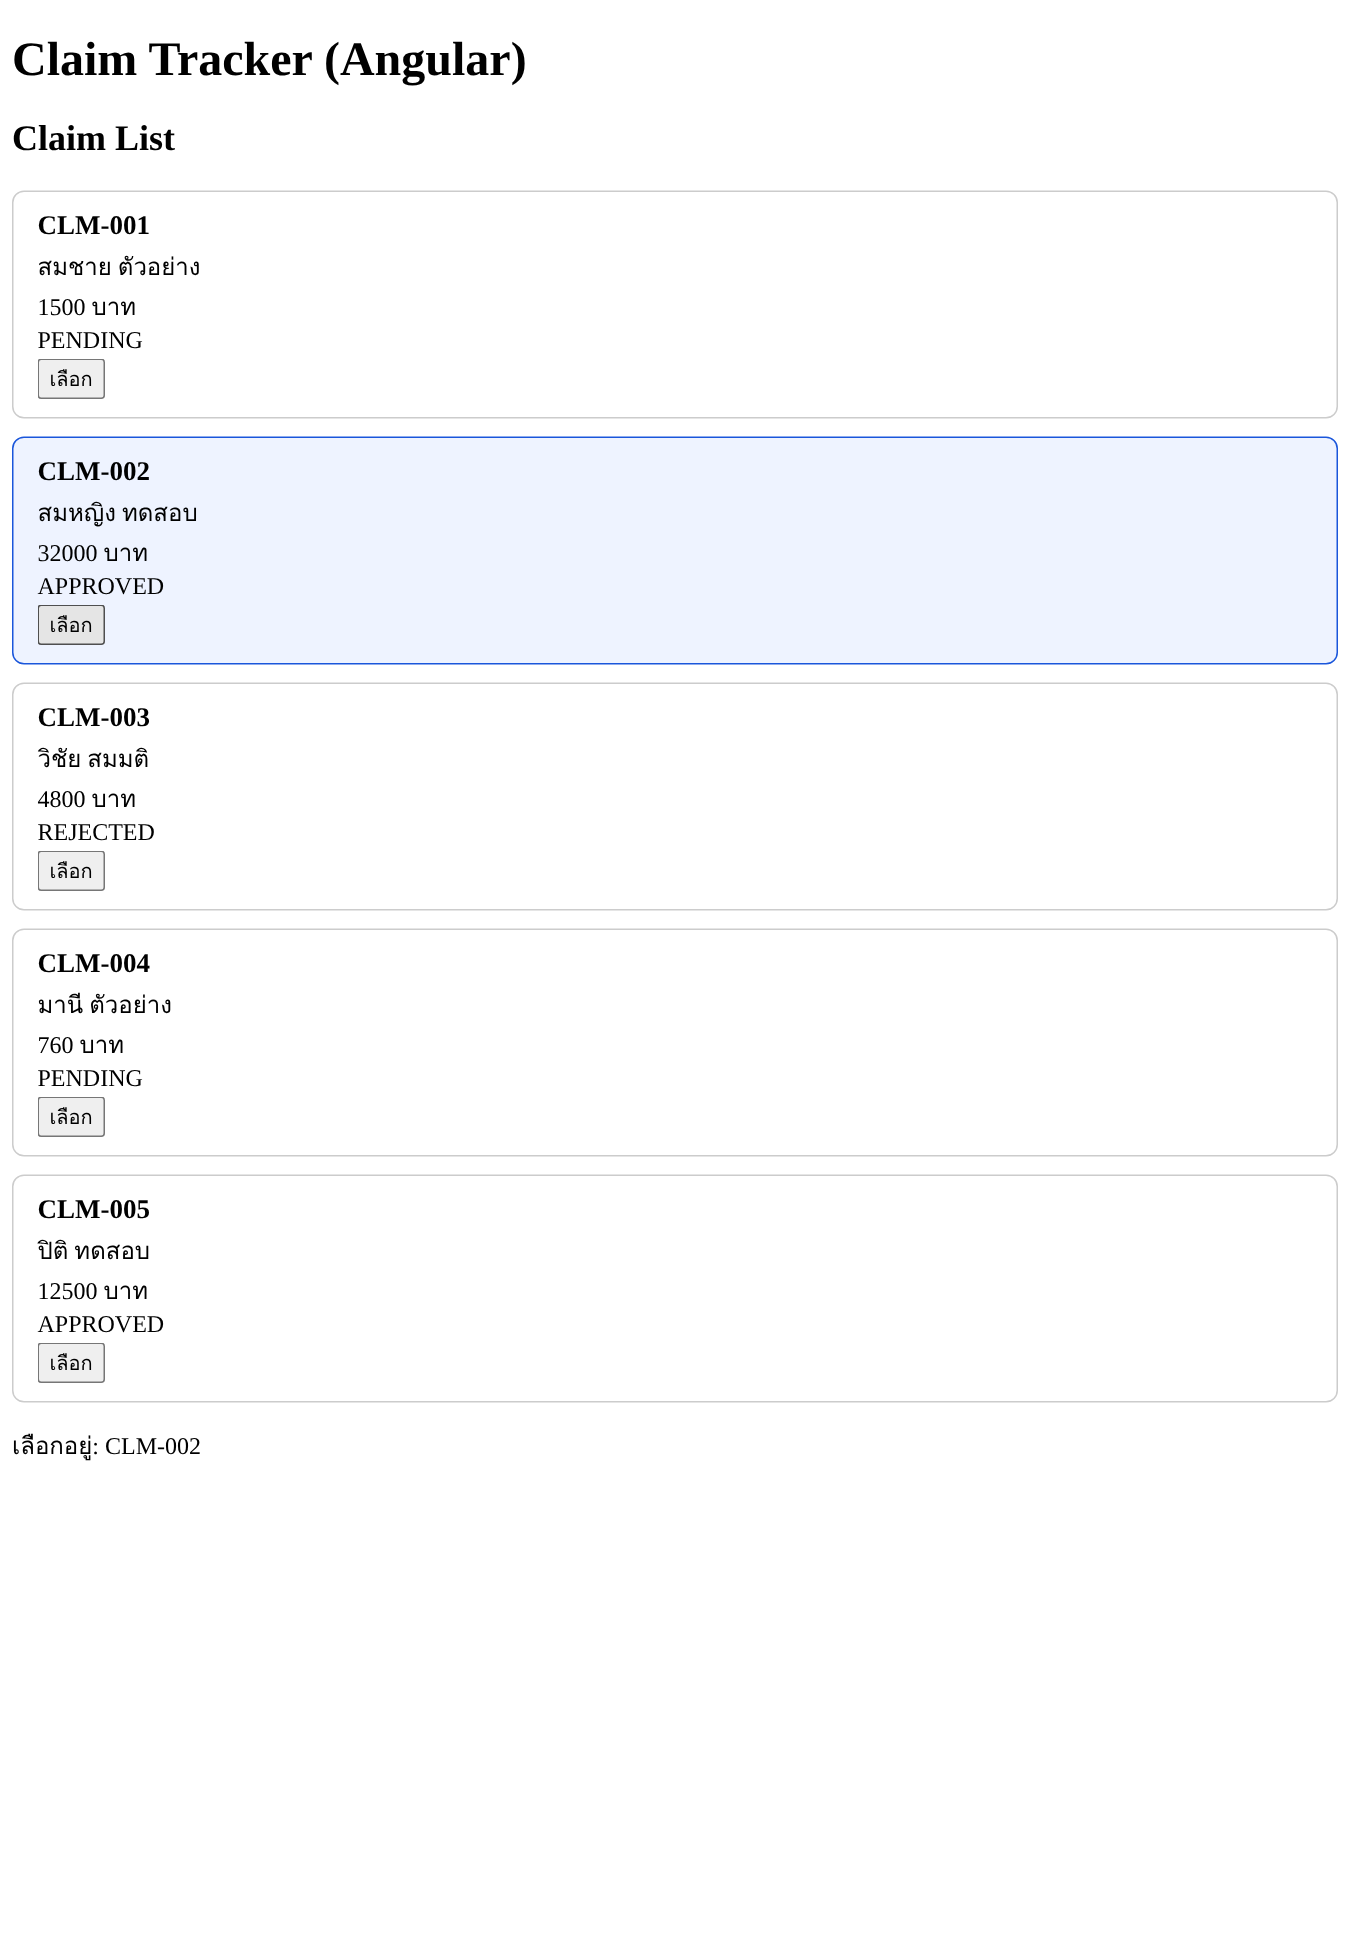 Claim Tracker (Angular)
Claim List
CLM-001
สมชาย ตัวอย่าง
1500 บาท
PENDING
เลือก
CLM-002
สมหญิง ทดสอบ
32000 บาท
APPROVED
เลือก
CLM-003
วิชัย สมมติ
4800 บาท
REJECTED
เลือก
CLM-004
มานี ตัวอย่าง
760 บาท
PENDING
เลือก
CLM-005
ปิติ ทดสอบ
12500 บาท
APPROVED
เลือก
เลือกอยู่: CLM-002